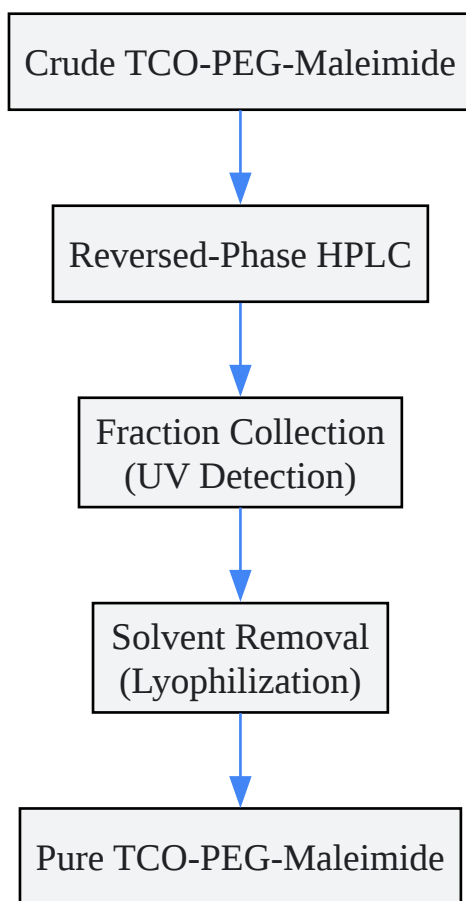 Crude TCO-PEG-Maleimide
Reversed-Phase HPLC
Fraction Collection
(UV Detection)
Solvent Removal
(Lyophilization)
Pure TCO-PEG-Maleimide